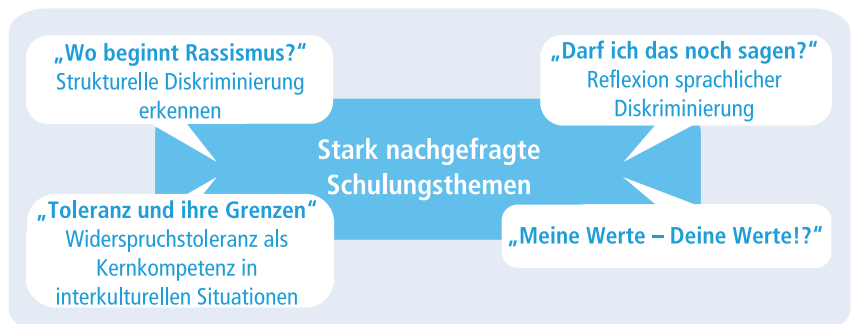 „Wo beginnt Rassismus?“
Strukturelle Diskriminierung
erkennen
„Darf ich das noch sagen?“
Reflexion sprachlicher
Diskriminierung
Stark nachgefragte
Schulungsthemen
„Toleranz und ihre Grenzen“
Widerspruchstoleranz als
Kernkompetenz in
interkulturellen Situationen
„Meine Werte – Deine Werte!?“